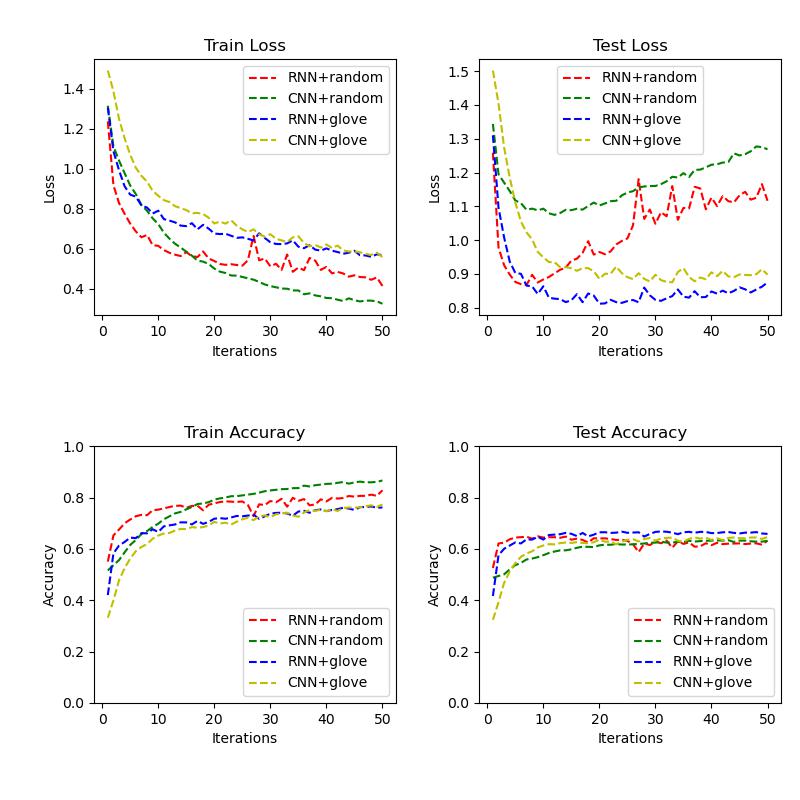 Train Loss
Loss
1.4
1.2
1.0
0.8
0.6
0.4
0 10 20 30 40 50
Iterations
RNN+random
CNN+random
RNN+glove
CNN+glove
Test Loss
Loss
1.5
1.4
1.3
1.2
1.1
1.0
0.9
0.8
0 10 20 30 40 50
Iterations
RNN+random
CNN+random
RNN+glove
CNN+glove
Train Accuracy
Accuracy
1.0
0.8
0.6
0.4
0.2
0.0
0 10 20 30 40 50
Iterations
RNN+random
CNN+random
RNN+glove
CNN+glove
Test Accuracy
Accuracy
1.0
0.8
0.6
0.4
0.2
0.0
0 10 20 30 40 50
Iterations
RNN+random
CNN+random
RNN+glove
CNN+glove